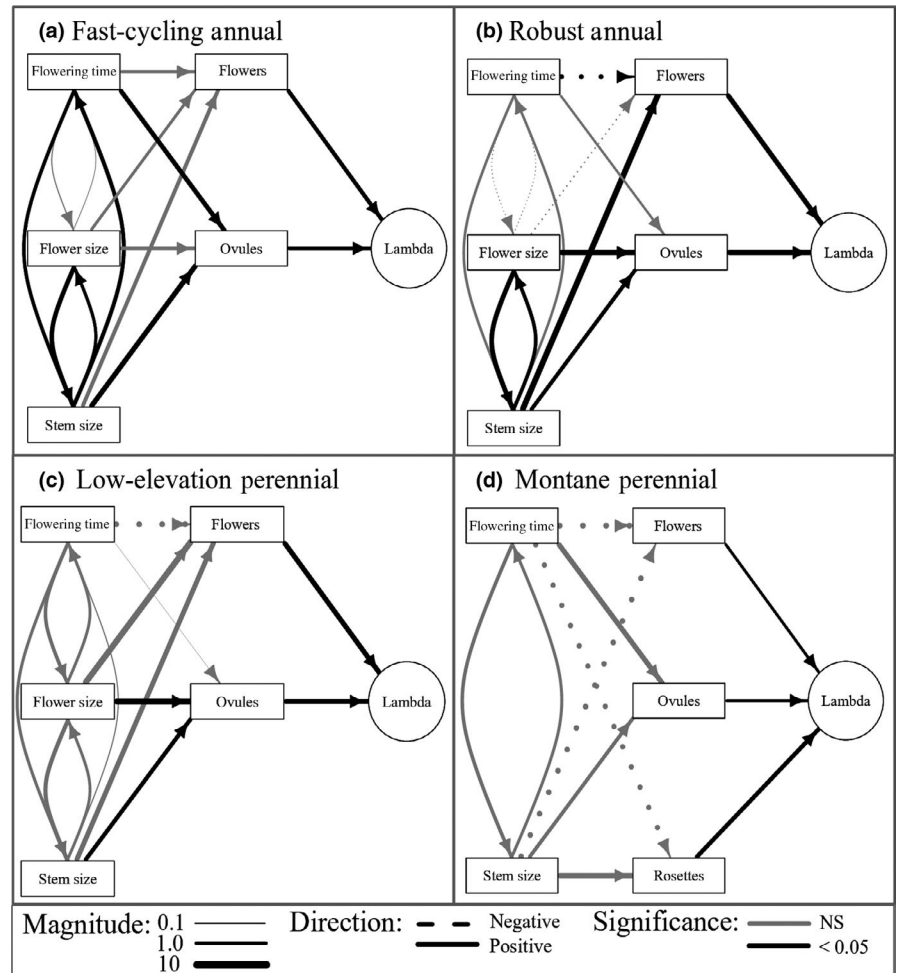 (a) Fast-cycling annual
Flowering time
Flowers
Flower size
Ovules
Lambda
Stem size
(b) Robust annual
Flowering time
Flowers
Flower size
Ovules
Lambda
Stem size
(c) Low-elevation perennial
Flowering time
Flowers
Flower size
Ovules
Lambda
Stem size
(d) Montane perennial
Flowering time
Flowers
Ovules
Lambda
Stem size
Rosettes
Magnitude: 0.1
1.0
10
Direction: Negative
Positive
Significance: NS
< 0.05